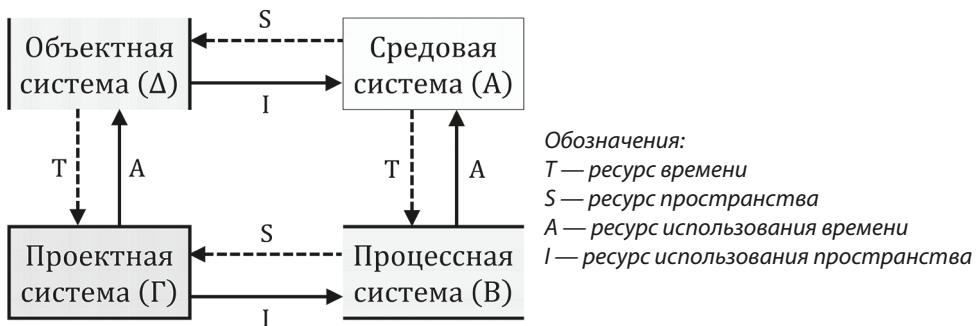 S
Объектная
система (Δ)
Средовая
система (А)
I
T
A
T
A
Обозначения:
T — ресурс времени
S — ресурс пространства
A — ресурс использования времени
I — ресурс использования пространства
S
Проектная
система (Г)
Процессная
система (В)
I